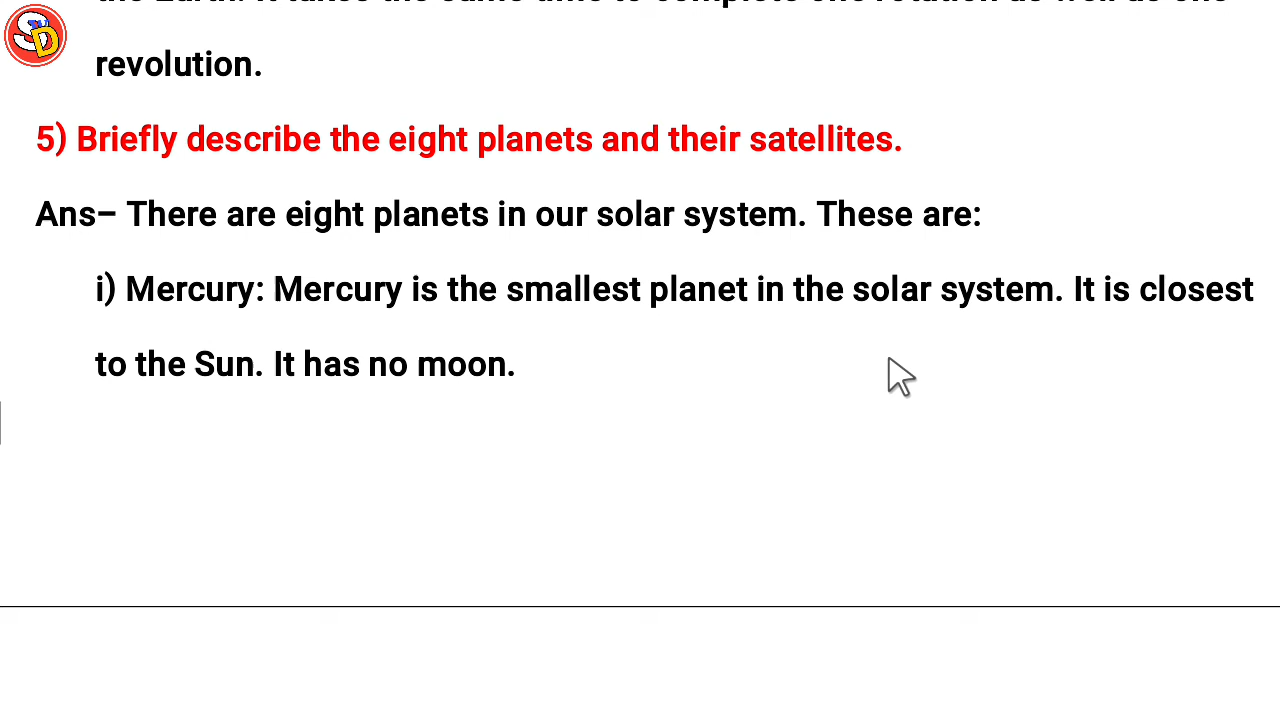 revolution.
5) Briefly describe the eight planets and their satellites.
Ans– There are eight planets in our solar system. These are:
i) Mercury: Mercury is the smallest planet in the solar system. It is closest
to the Sun. It has no moon.